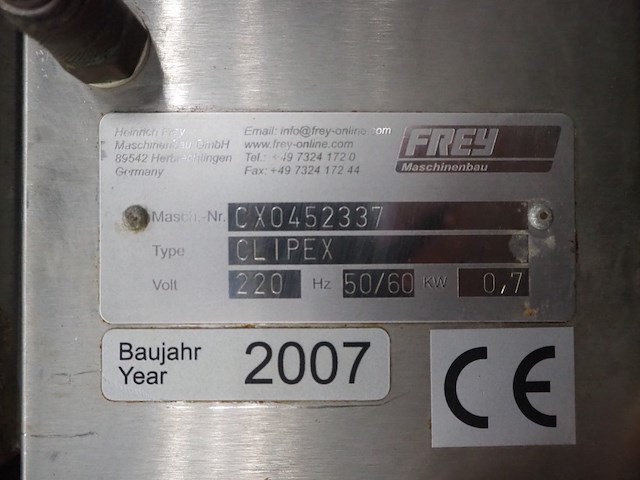 Heinrich Frey
Maschinenbau GmbH
89542 Herbrechtingen
Germany
Email: info@frey-online.com
www.frey-online.com
Tel.: +49 7324 172 0
Fax: +49 7324 172 44
FREY
Maschinenbau
Masch.-Nr. CX0452337
Type CLIPEX
Volt 220 Hz 50/60 KW 0,7
Baujahr
Year
2007
CE